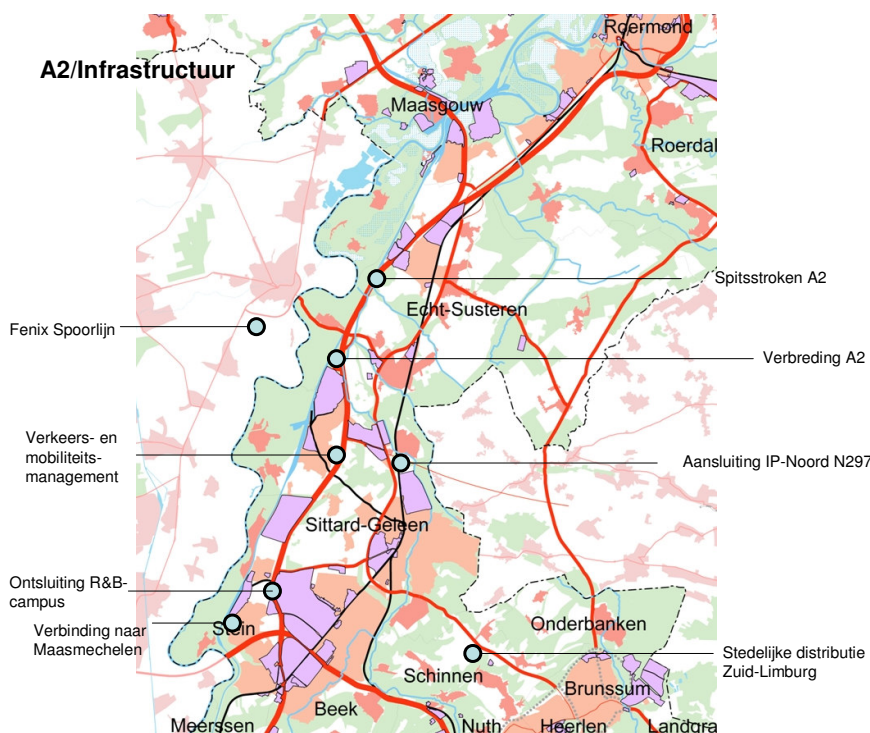 Roermond
A2/Infrastructuur
Maasgouw
Roerdal
Spitsstroken A2
Echt-Susteren
Fenix Spoorlijn
Verbreding A2
Verkeers- en
mobiliteits-
management
Aansluiting IP-Noord N297
Sittard-Geleen
Ontsluiting R&B-
campus
Verbinding naar
Maasmechelen
Stein
Onderbanken
Stedelijke distributie
Zuid-Limburg
Schinnen
Brunssum
Beek
Meerssen
Nuth
Heerlen
Landgra